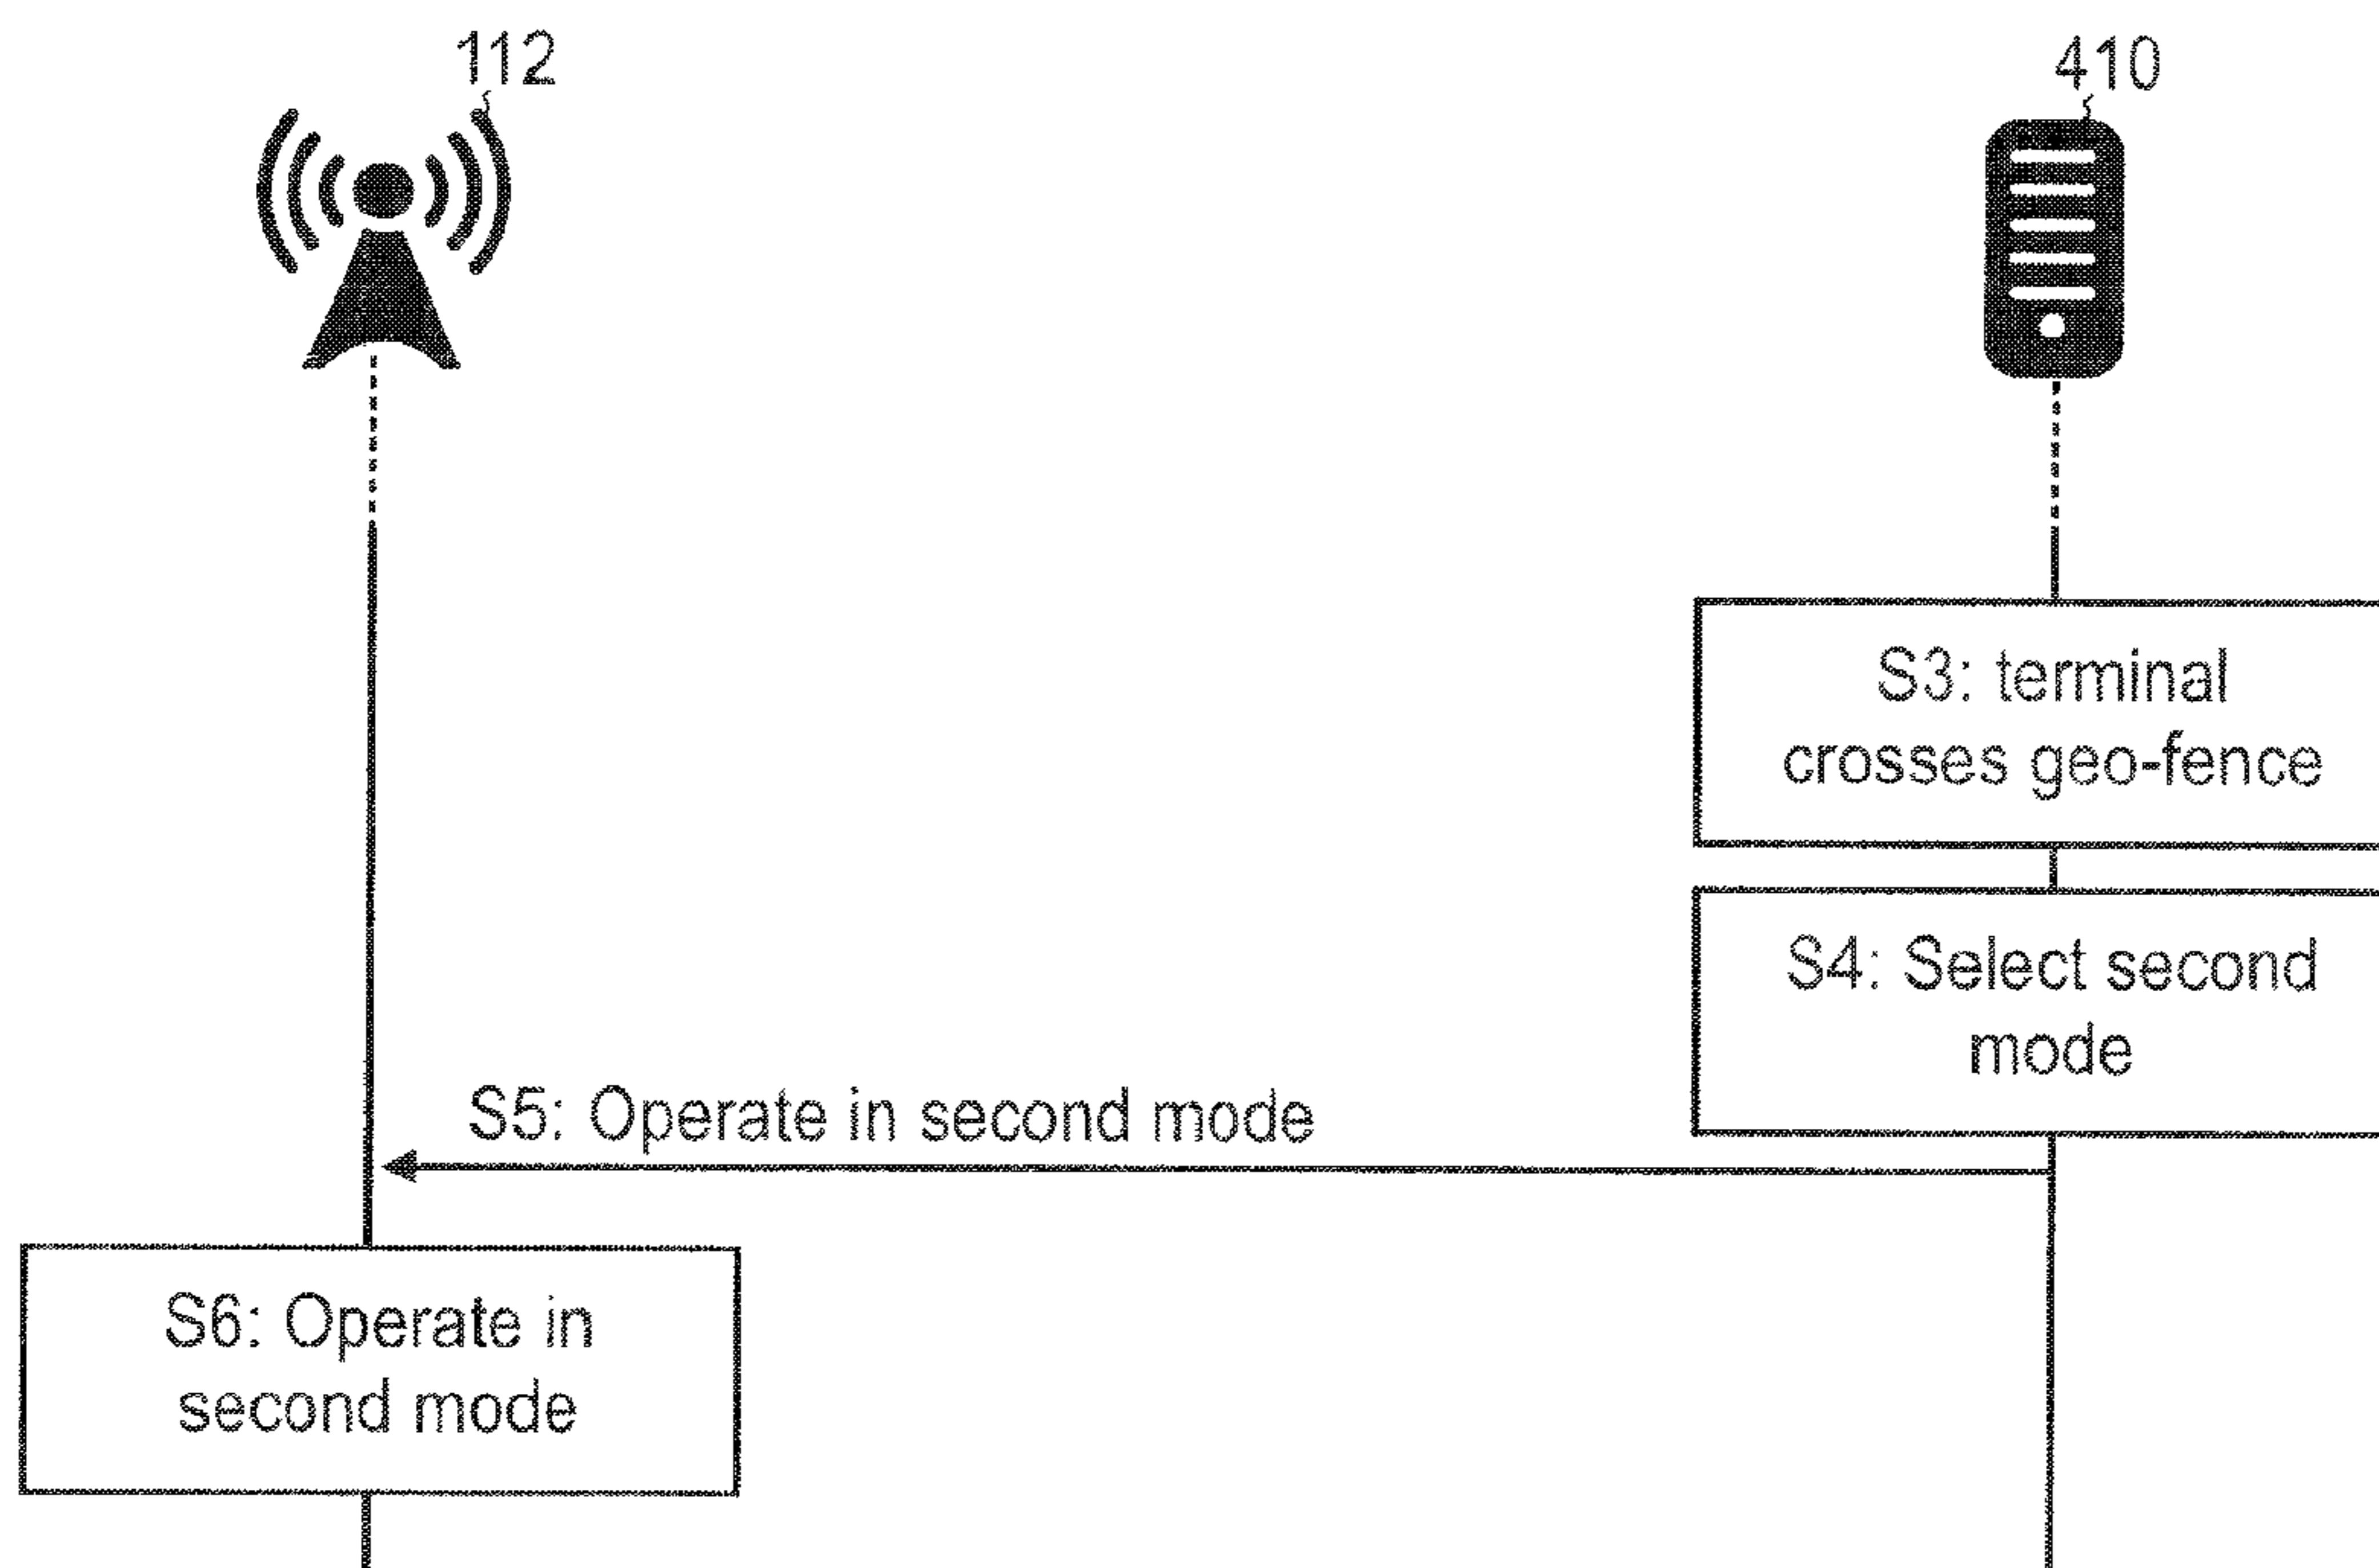 112
410
S3: terminal
crosses geo-fence
S4: Select second
mode
S5: Operate in second mode
S6: Operate in
second mode